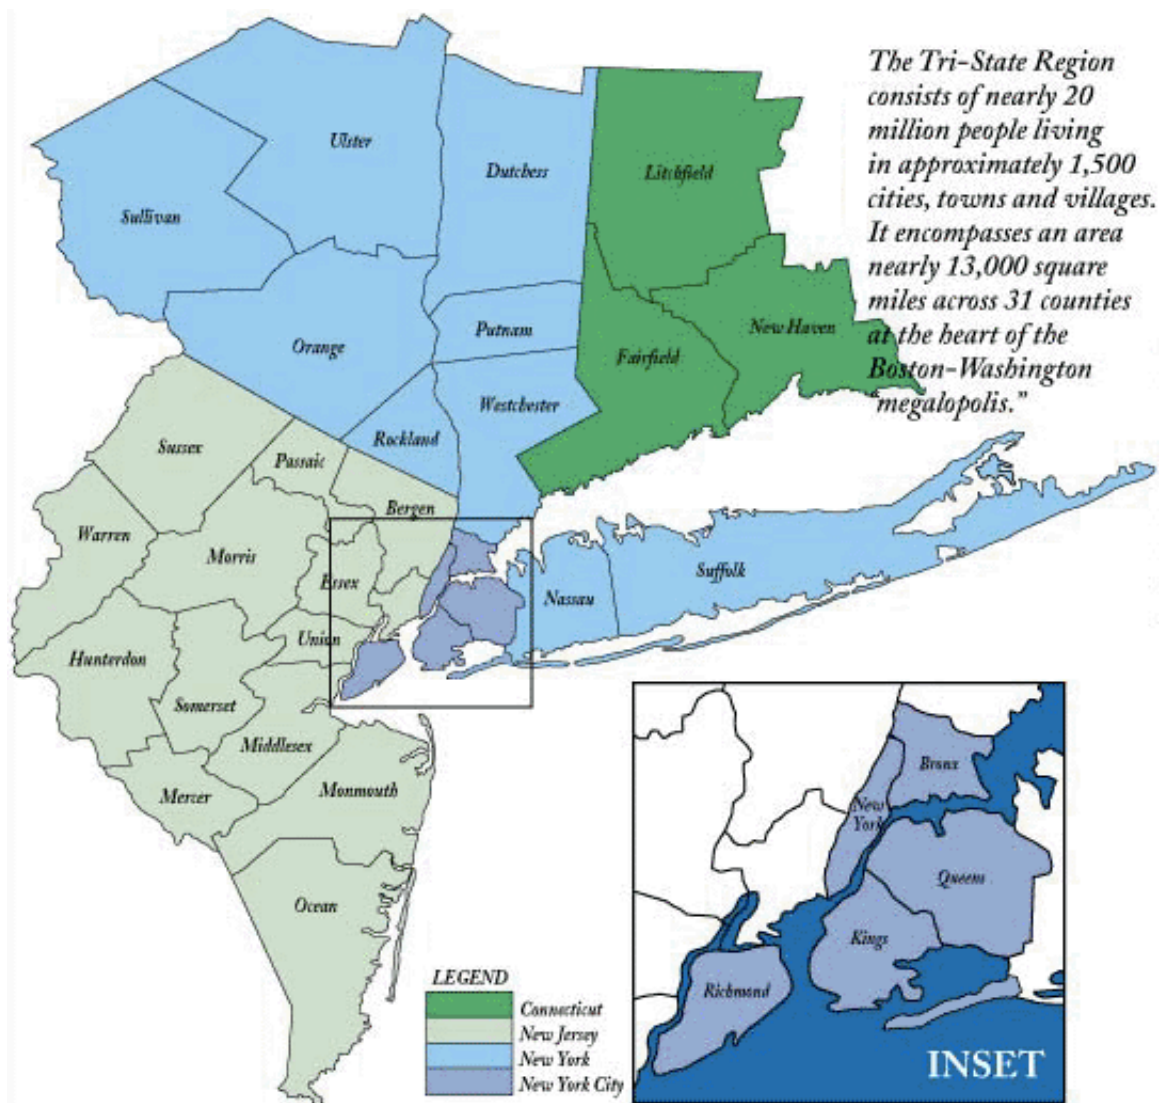 The Tri-State Region
consists of nearly 20
million people living
in approximately 1,500
cities, towns and villages.
It encompasses an area
nearly 13,000 square
miles across 31 counties
at the heart of the
Boston-Washington
"megalopolis."
Ulster
Dutchess
Litchfield
Sullivan
Putnam
New Haven
Orange
Fairfield
Westchester
Rockland
Sussex
Passaic
Bergen
Warren
Morris
Essex
Suffolk
Nassau
Union
Hunterdon
Somerset
Middlesex
Mercer
Monmouth
Ocean
Bronx
New
York
Queens
Kings
Richmond
INSET
LEGEND
Connecticut
New Jersey
New York
New York City